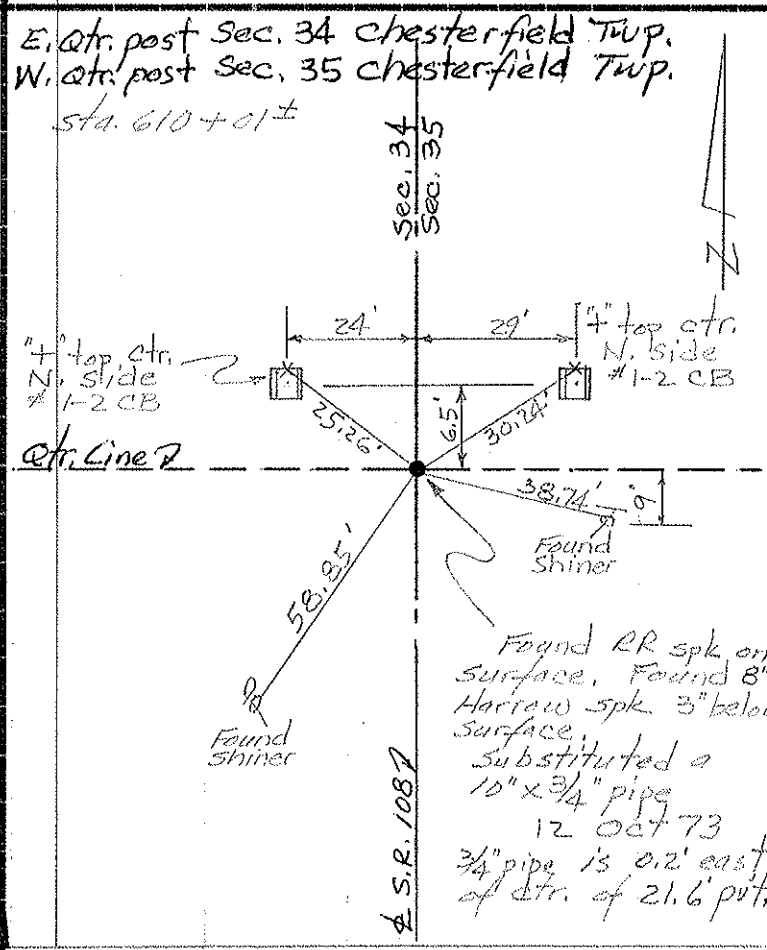 E. Qtr. post Sec. 34 Chesterfield Twp.
W. Qtr. post Sec. 35 Chesterfield Twp.
sta. 610+01±
Sec. 34
Sec. 35
N
24'
29'
"+" top ctr.
N. side
# 1-2 CB
"+" top ctr.
N. side
# 1-2 CB
25.26'
6.5'
30.24'
Qtr. Line
38.74'
9'
Found
Shiner
58.85'
Found
Shiner
Found RR spk on
surface. Found 8"
Harrow spk 3" below
surface.
Substituted a
10" x 3/4" pipe
12 Oct 73
3/4" pipe is 0.2' east
of ctr. of 21.6' pvt.
℄ S.R. 108